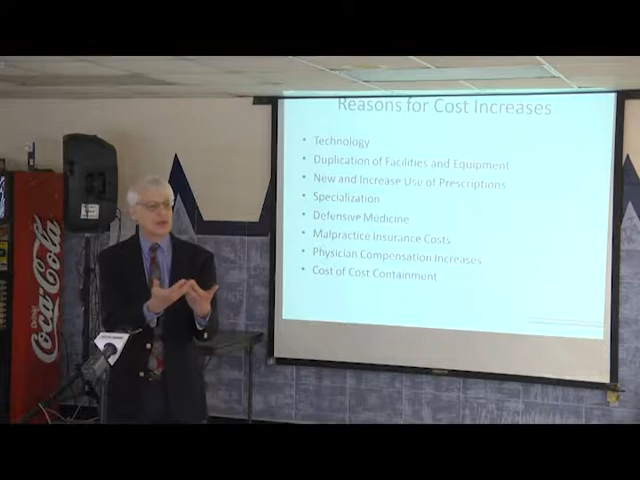 Reasons for Cost Increases
• Technology
• Duplication of Facilities and Equipment
• New and Increase Use of Prescriptions
• Specialization
• Defensive Medicine
• Malpractice Insurance Costs
• Physician Compensation Increases
• Cost of Cost Containment
Coca-Cola